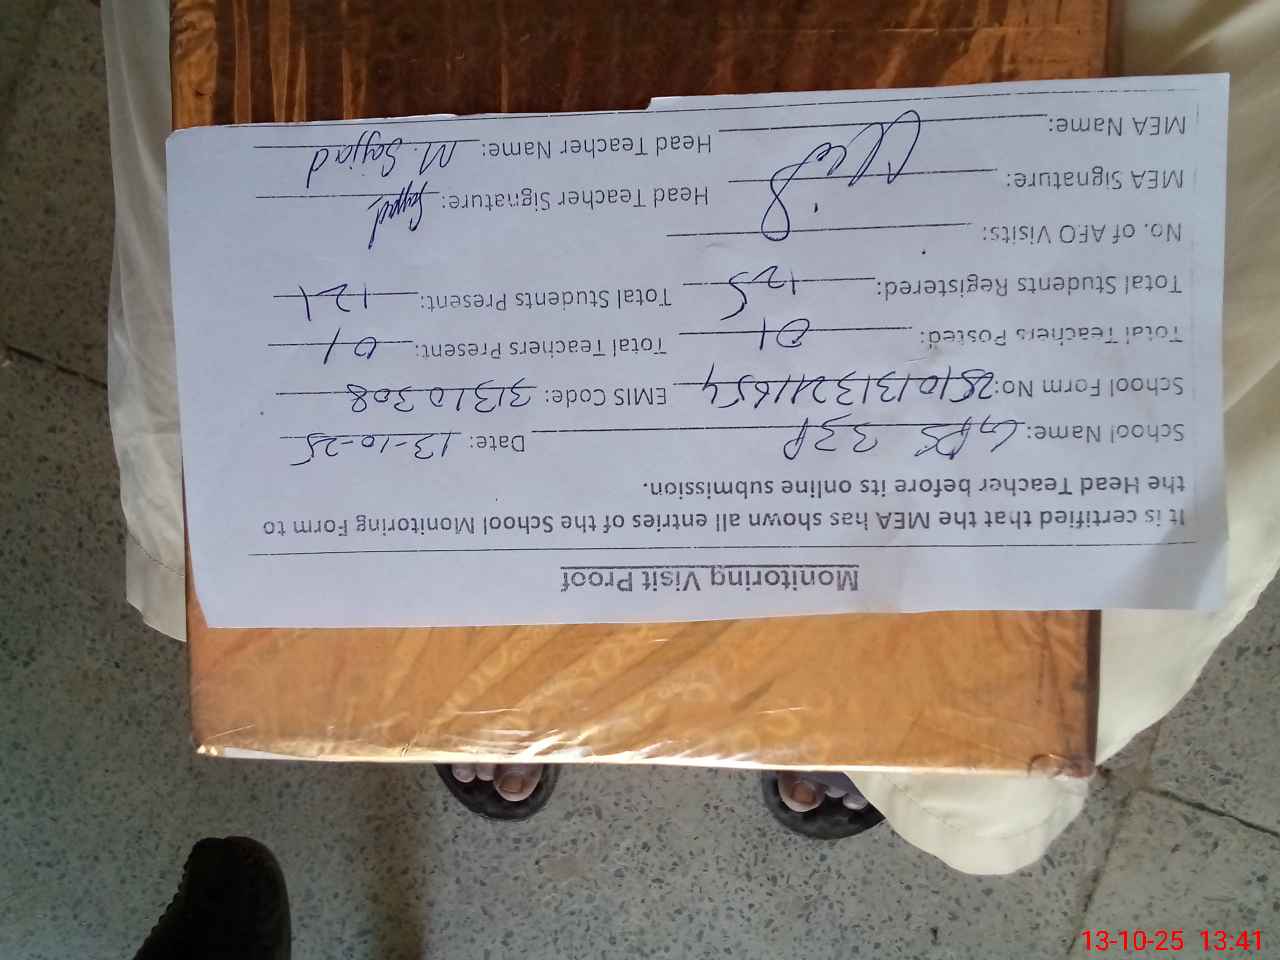 Monitoring Visit Proof
It is certified that the MEA has shown all entries of the School Monitoring Form to
the Head Teacher before its online submission.
School Name: GPS 33P Date: 13-10-25
School Form No: 2510131321654 EMIS Code: 31310308
Total Teachers Posted: 01 Total Teachers Present: 01
Total Students Registered: 125 Total Students Present: 121
No. of AFO Visits:
MEA Signature: Head Teacher Signature: Sajjad
MEA Name: Head Teacher Name: M. Sajjad
13-10-25 13:41